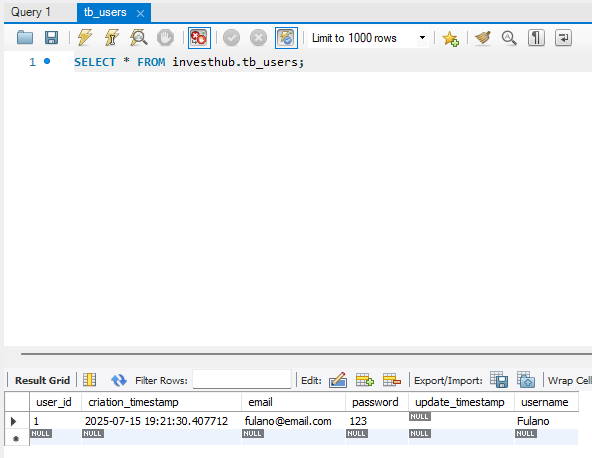 Query 1 tb_users
Limit to 1000 rows
1 SELECT * FROM investhub.tb_users;
Result Grid Filter Rows: Edit: Export/Import: Wrap Cel
user_id criation_timestamp email password update_timestamp username
1 2025-07-15 19:21:30.407712 fulano@email.com 123 NULL Fulano
NULL NULL NULL NULL NULL NULL